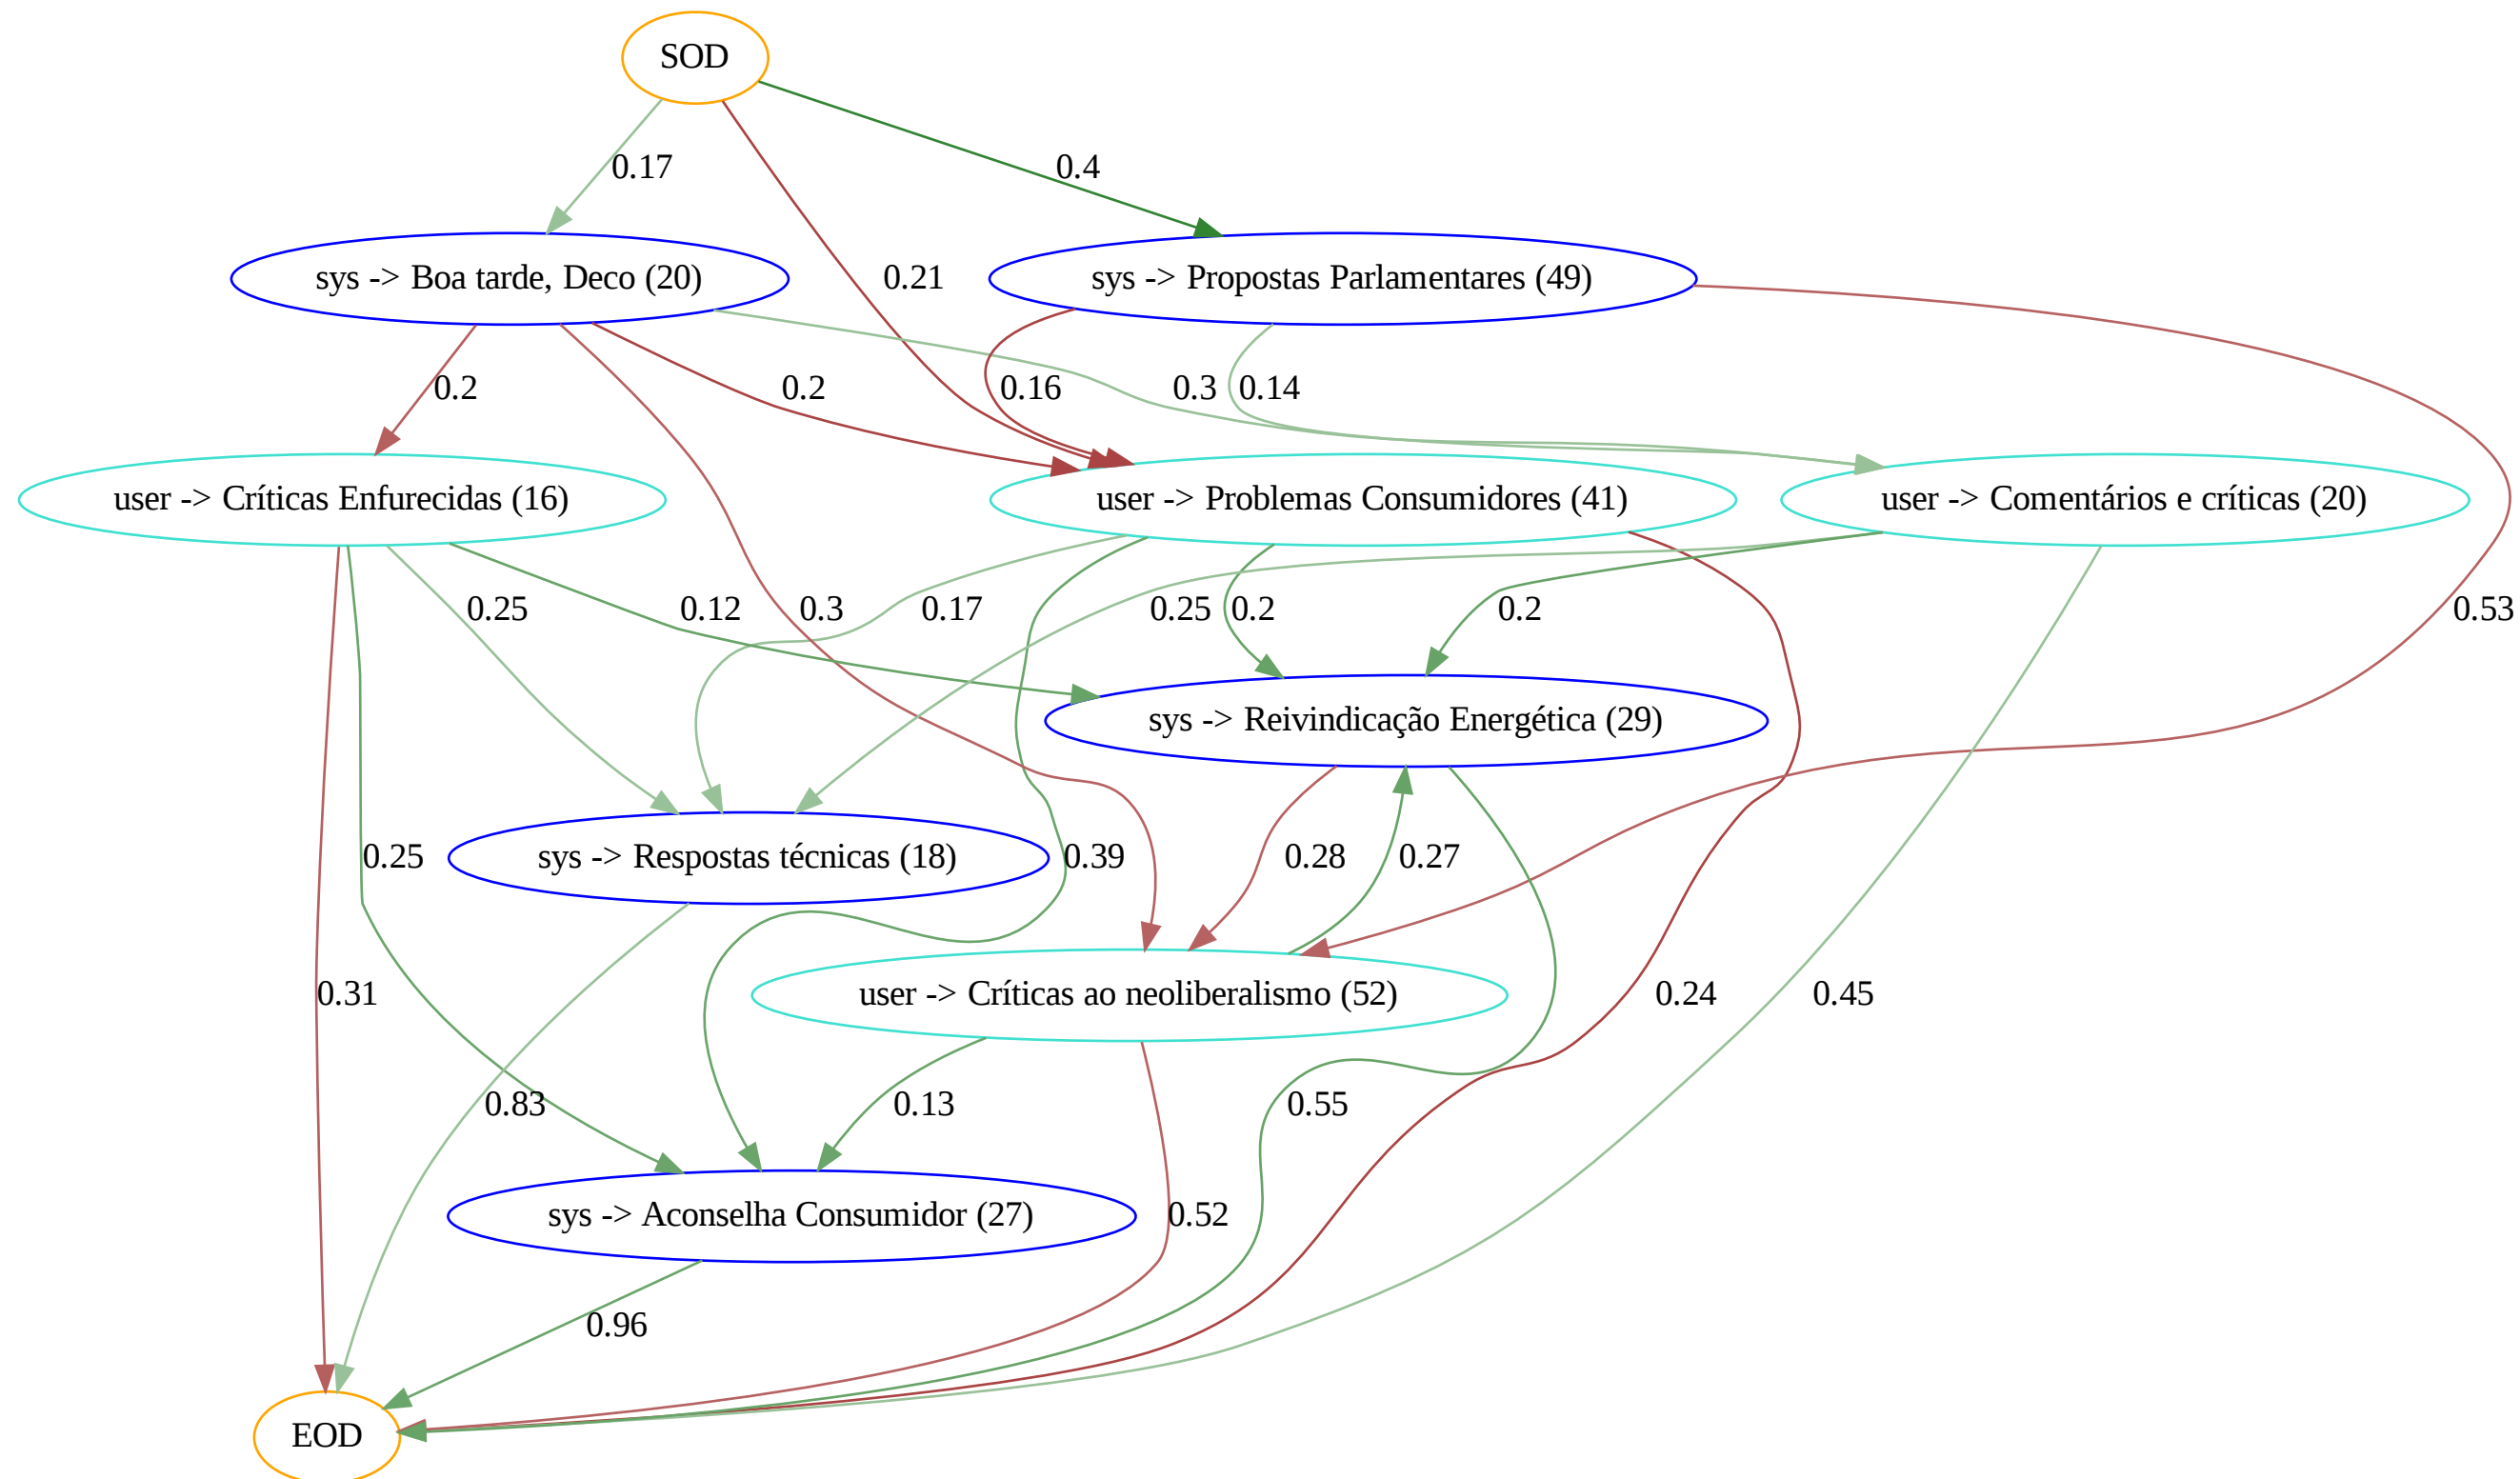 SOD
0.17
0.4
sys -> Boa tarde, Deco (20)
0.21
sys -> Propostas Parlamentares (49)
0.2
0.2
0.16
0.3
0.14
user -> Críticas Enfurecidas (16)
user -> Problemas Consumidores (41)
user -> Comentários e críticas (20)
0.25
0.12
0.3
0.17
0.25
0.2
0.2
0.53
sys -> Reivindicação Energética (29)
0.25
sys -> Respostas técnicas (18)
0.39
0.28
0.27
0.31
user -> Críticas ao neoliberalismo (52)
0.24
0.45
0.83
0.13
0.55
sys -> Aconselha Consumidor (27)
0.52
0.96
EOD